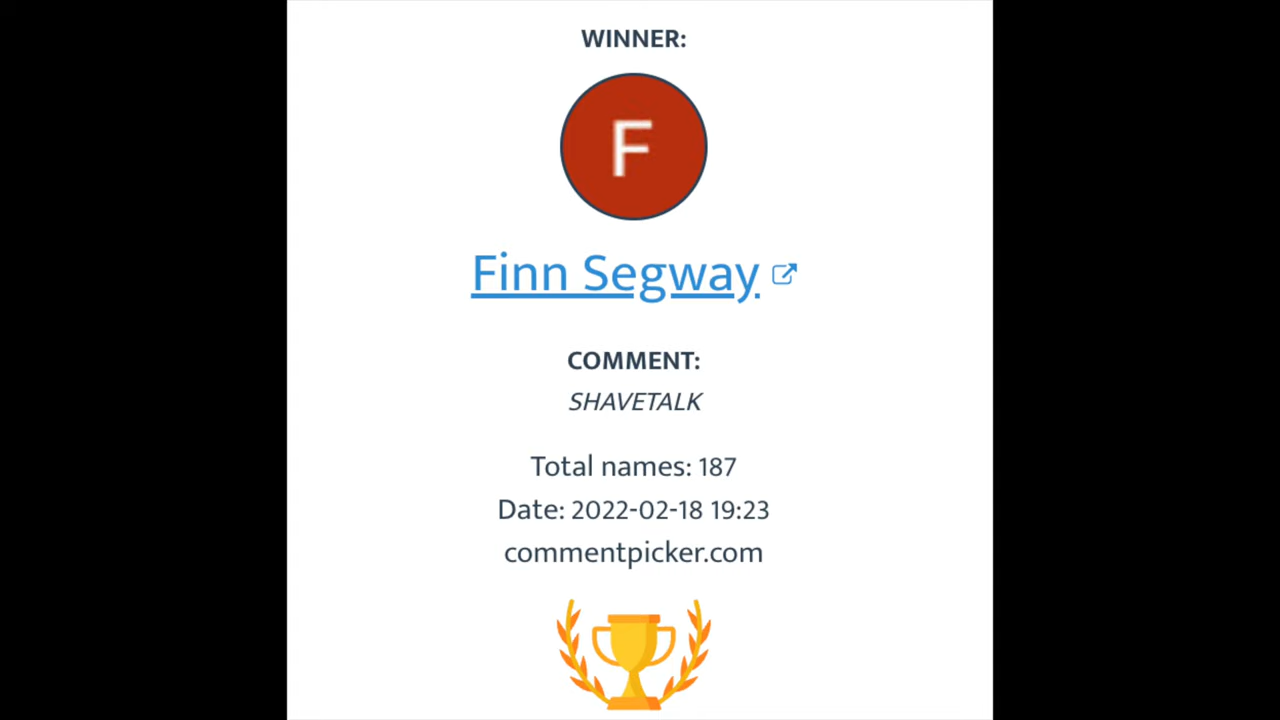 WINNER:
F
Finn Segway
COMMENT:
SHAVETALK
Total names: 187
Date: 2022-02-18 19:23
commentpicker.com